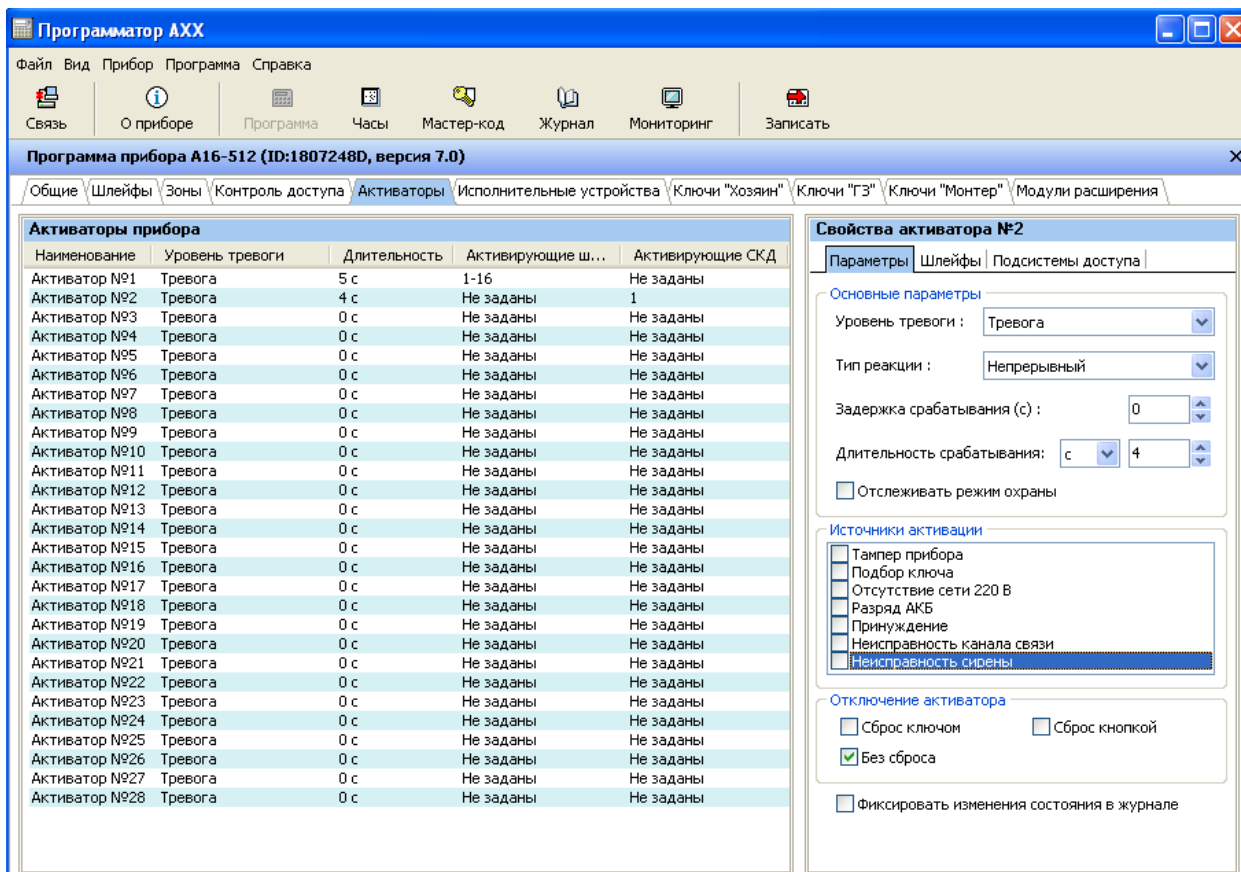 Программатор АХХ
Файл Вид Прибор Программа Справка
Связь О приборе Программа Часы Мастер-код Журнал Мониторинг Записать
Программа прибора А16-512 (ID:1807248D, версия 7.0)
Общие Шлейфы Зоны Контроль доступа Активаторы Исполнительные устройства Ключи "Хозяин" Ключи "ГЗ" Ключи "Монтер" Модули расширения
Активаторы прибора
Наименование Уровень тревоги Длительность Активирующие ш... Активирующие СКД
Активатор №1 Тревога 5 с 1-16 Не заданы
Активатор №2 Тревога 4 с Не заданы 1
Активатор №3 Тревога 0 с Не заданы Не заданы
Активатор №4 Тревога 0 с Не заданы Не заданы
Активатор №5 Тревога 0 с Не заданы Не заданы
Активатор №6 Тревога 0 с Не заданы Не заданы
Активатор №7 Тревога 0 с Не заданы Не заданы
Активатор №8 Тревога 0 с Не заданы Не заданы
Активатор №9 Тревога 0 с Не заданы Не заданы
Активатор №10 Тревога 0 с Не заданы Не заданы
Активатор №11 Тревога 0 с Не заданы Не заданы
Активатор №12 Тревога 0 с Не заданы Не заданы
Активатор №13 Тревога 0 с Не заданы Не заданы
Активатор №14 Тревога 0 с Не заданы Не заданы
Активатор №15 Тревога 0 с Не заданы Не заданы
Активатор №16 Тревога 0 с Не заданы Не заданы
Активатор №17 Тревога 0 с Не заданы Не заданы
Активатор №18 Тревога 0 с Не заданы Не заданы
Активатор №19 Тревога 0 с Не заданы Не заданы
Активатор №20 Тревога 0 с Не заданы Не заданы
Активатор №21 Тревога 0 с Не заданы Не заданы
Активатор №22 Тревога 0 с Не заданы Не заданы
Активатор №23 Тревога 0 с Не заданы Не заданы
Активатор №24 Тревога 0 с Не заданы Не заданы
Активатор №25 Тревога 0 с Не заданы Не заданы
Активатор №26 Тревога 0 с Не заданы Не заданы
Активатор №27 Тревога 0 с Не заданы Не заданы
Активатор №28 Тревога 0 с Не заданы Не заданы
Свойства активатора №2
Параметры Шлейфы Подсистемы доступа
Основные параметры
Уровень тревоги : Тревога
Тип реакции : Непрерывный
Задержка срабатывания (с) : 0
Длительность срабатывания: с 4
Отслеживать режим охраны
Источники активации
Тампер прибора
Подбор ключа
Отсутствие сети 220 В
Разряд АКБ
Принуждение
Неисправность канала связи
Неисправность сирены
Отключение активатора
Сброс ключом Сброс кнопкой
Без сброса
Фиксировать изменения состояния в журнале